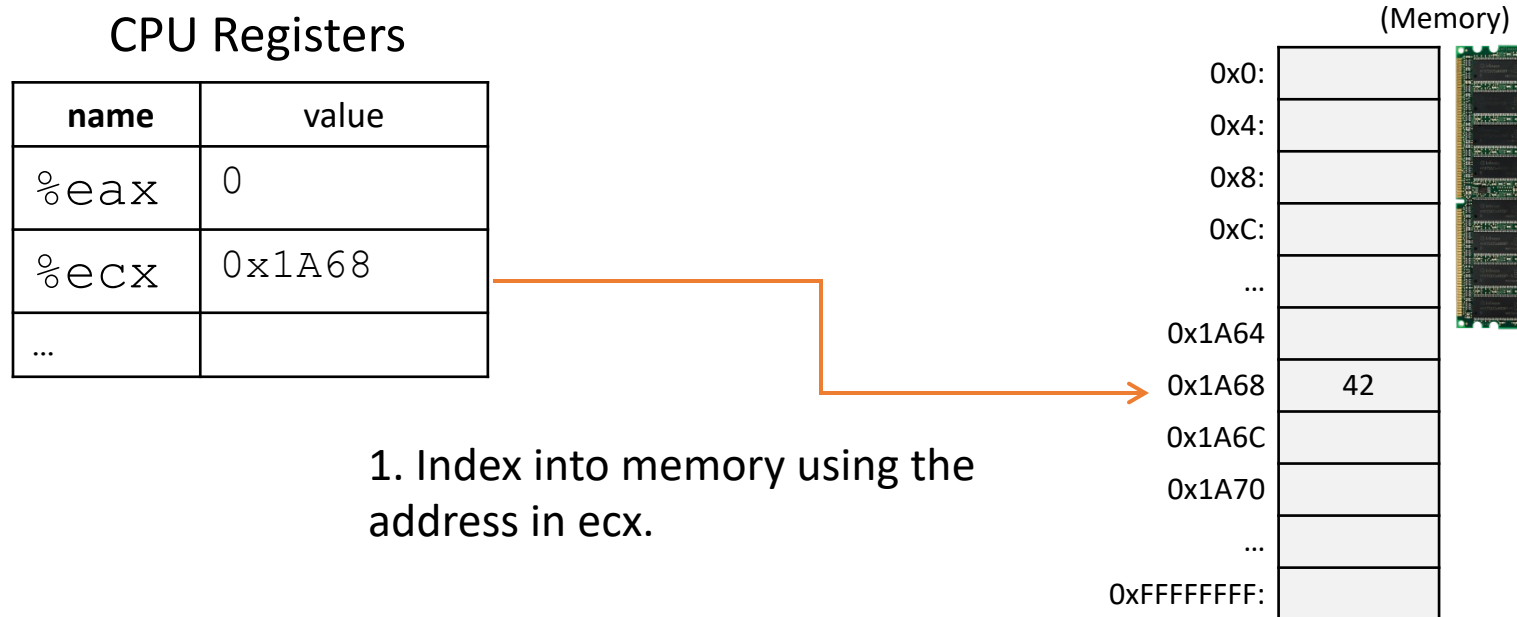 CPU Registers
name value
%eax 0
%ecx 0x1A68
…
1. Index into memory using the
address in ecx.
(Memory)
0x0:
0x4:
0x8:
0xC:
…
0x1A64
0x1A68 42
0x1A6C
0x1A70
…
0xFFFFFFFF: